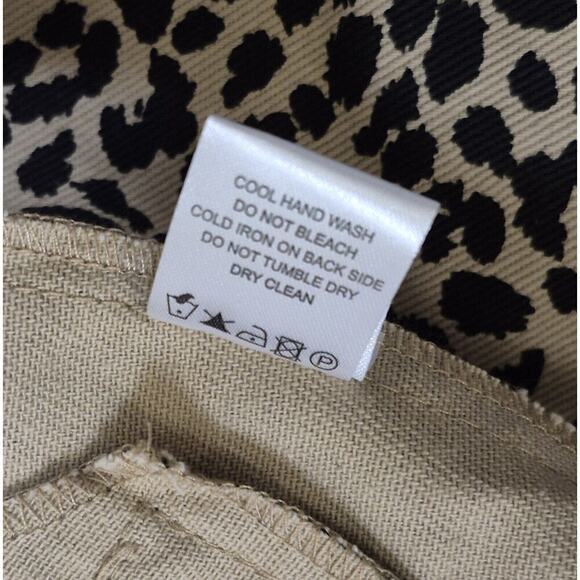 COOL HAND WASH
DO NOT BLEACH
COLD IRON ON BACK SIDE
DO NOT TUMBLE DRY
DRY CLEAN
P